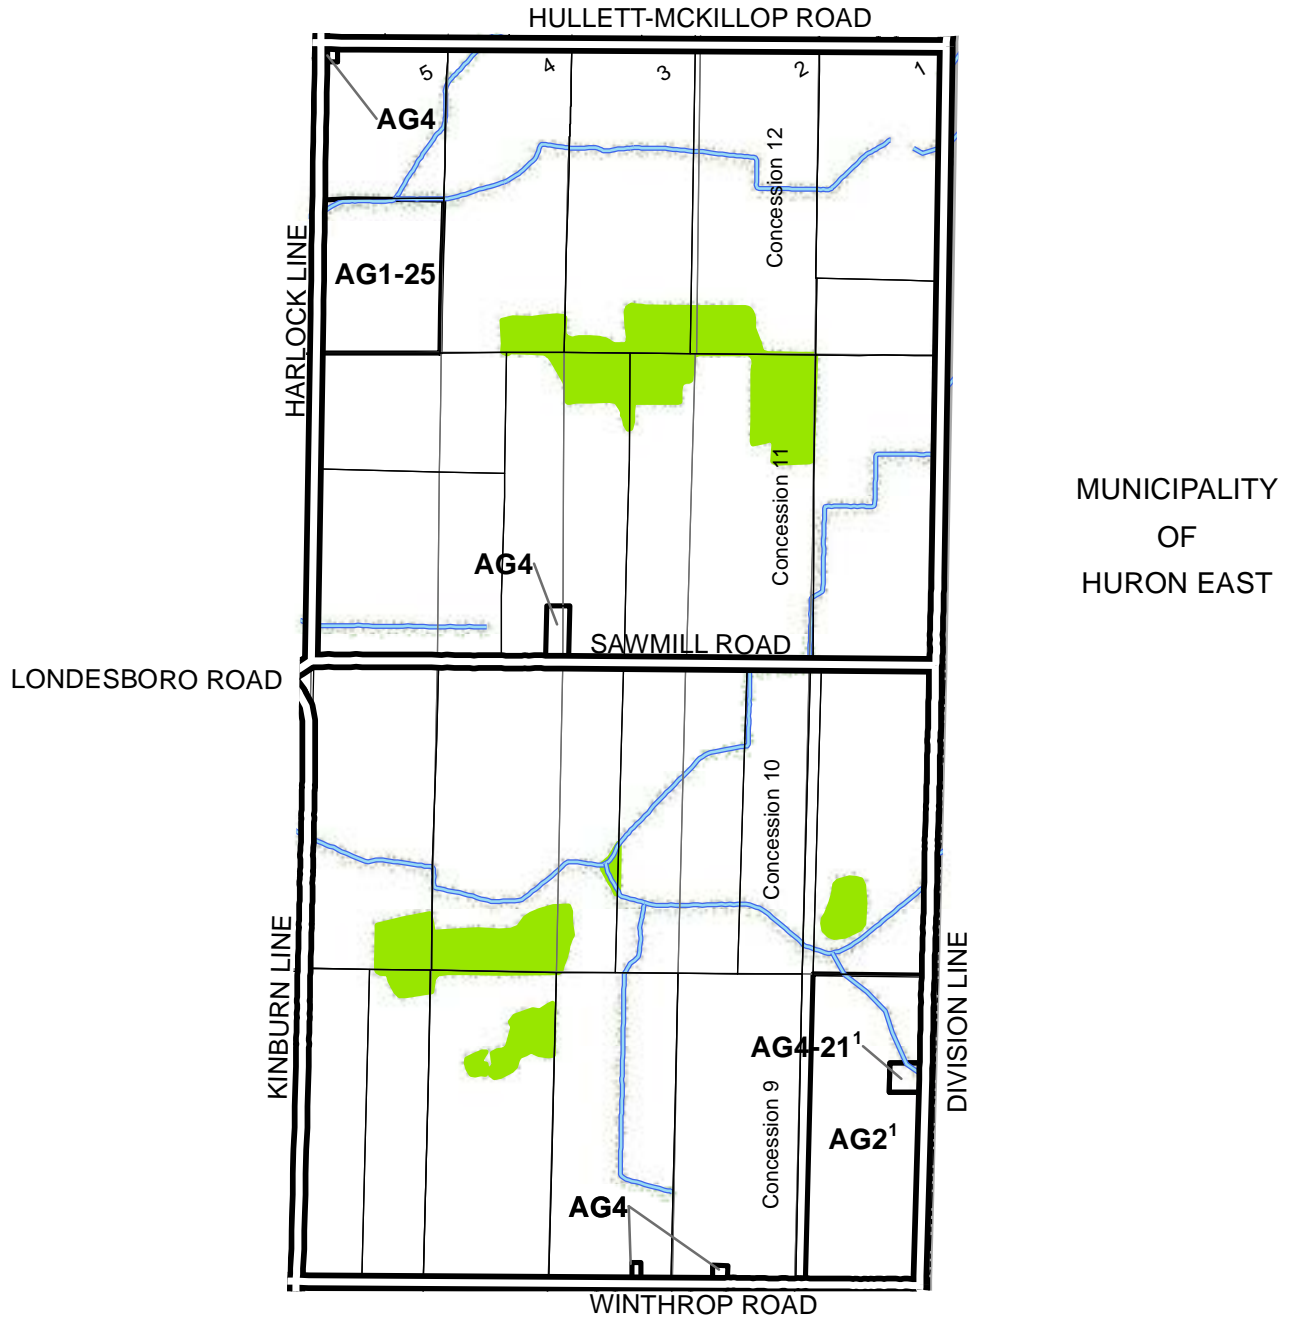 HULLETT-MCKILLOP ROAD
5
4
3
2
1
AG4
Concession 12
HARLOCK LINE
AG1-25
Concession 11
MUNICIPALITY
OF
HURON EAST
AG4
SAWMILL ROAD
LONDESBORO ROAD
Concession 10
KINBURN LINE
DIVISION LINE
AG4-21¹
Concession 9
AG2¹
AG4
WINTHROP ROAD